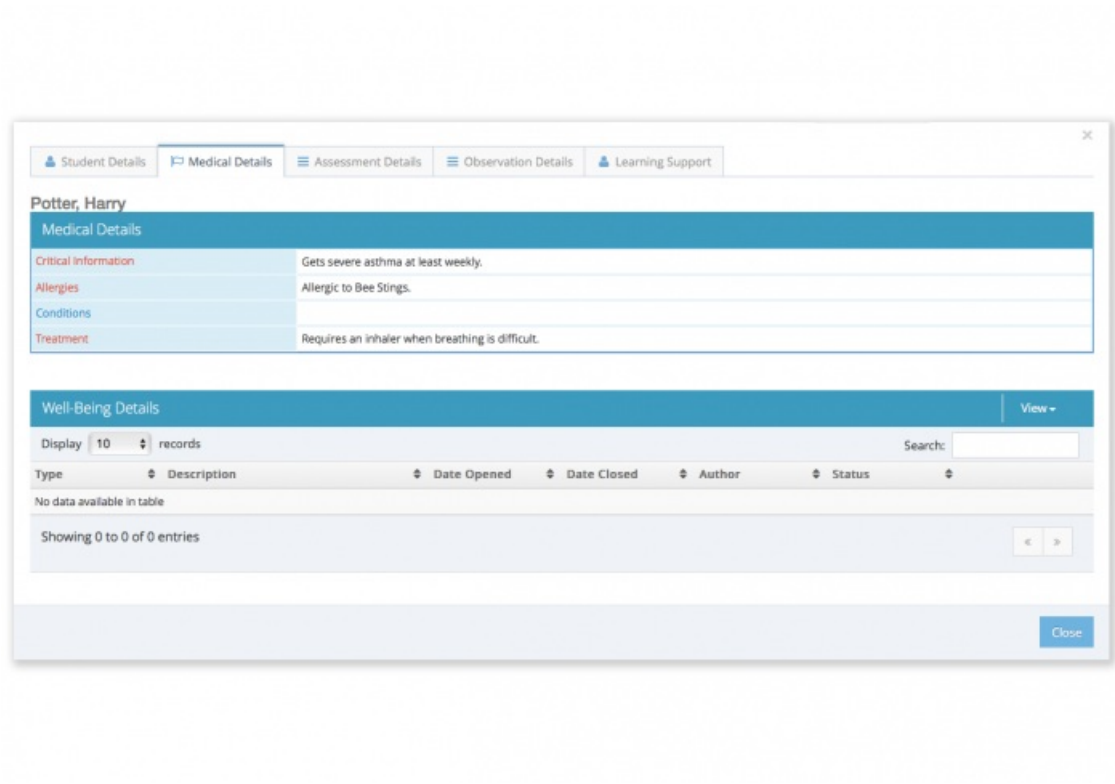 ×
Student Details Medical Details Assessment Details Observation Details Learning Support
Potter, Harry
Medical Details
Critical Information Gets severe asthma at least weekly.
Allergies Allergic to Bee Stings.
Conditions
Treatment Requires an inhaler when breathing is difficult.
Well-Being Details View
Display 10 records Search:
Type Description Date Opened Date Closed Author Status
No data available in table
Showing 0 to 0 of 0 entries « »
Close